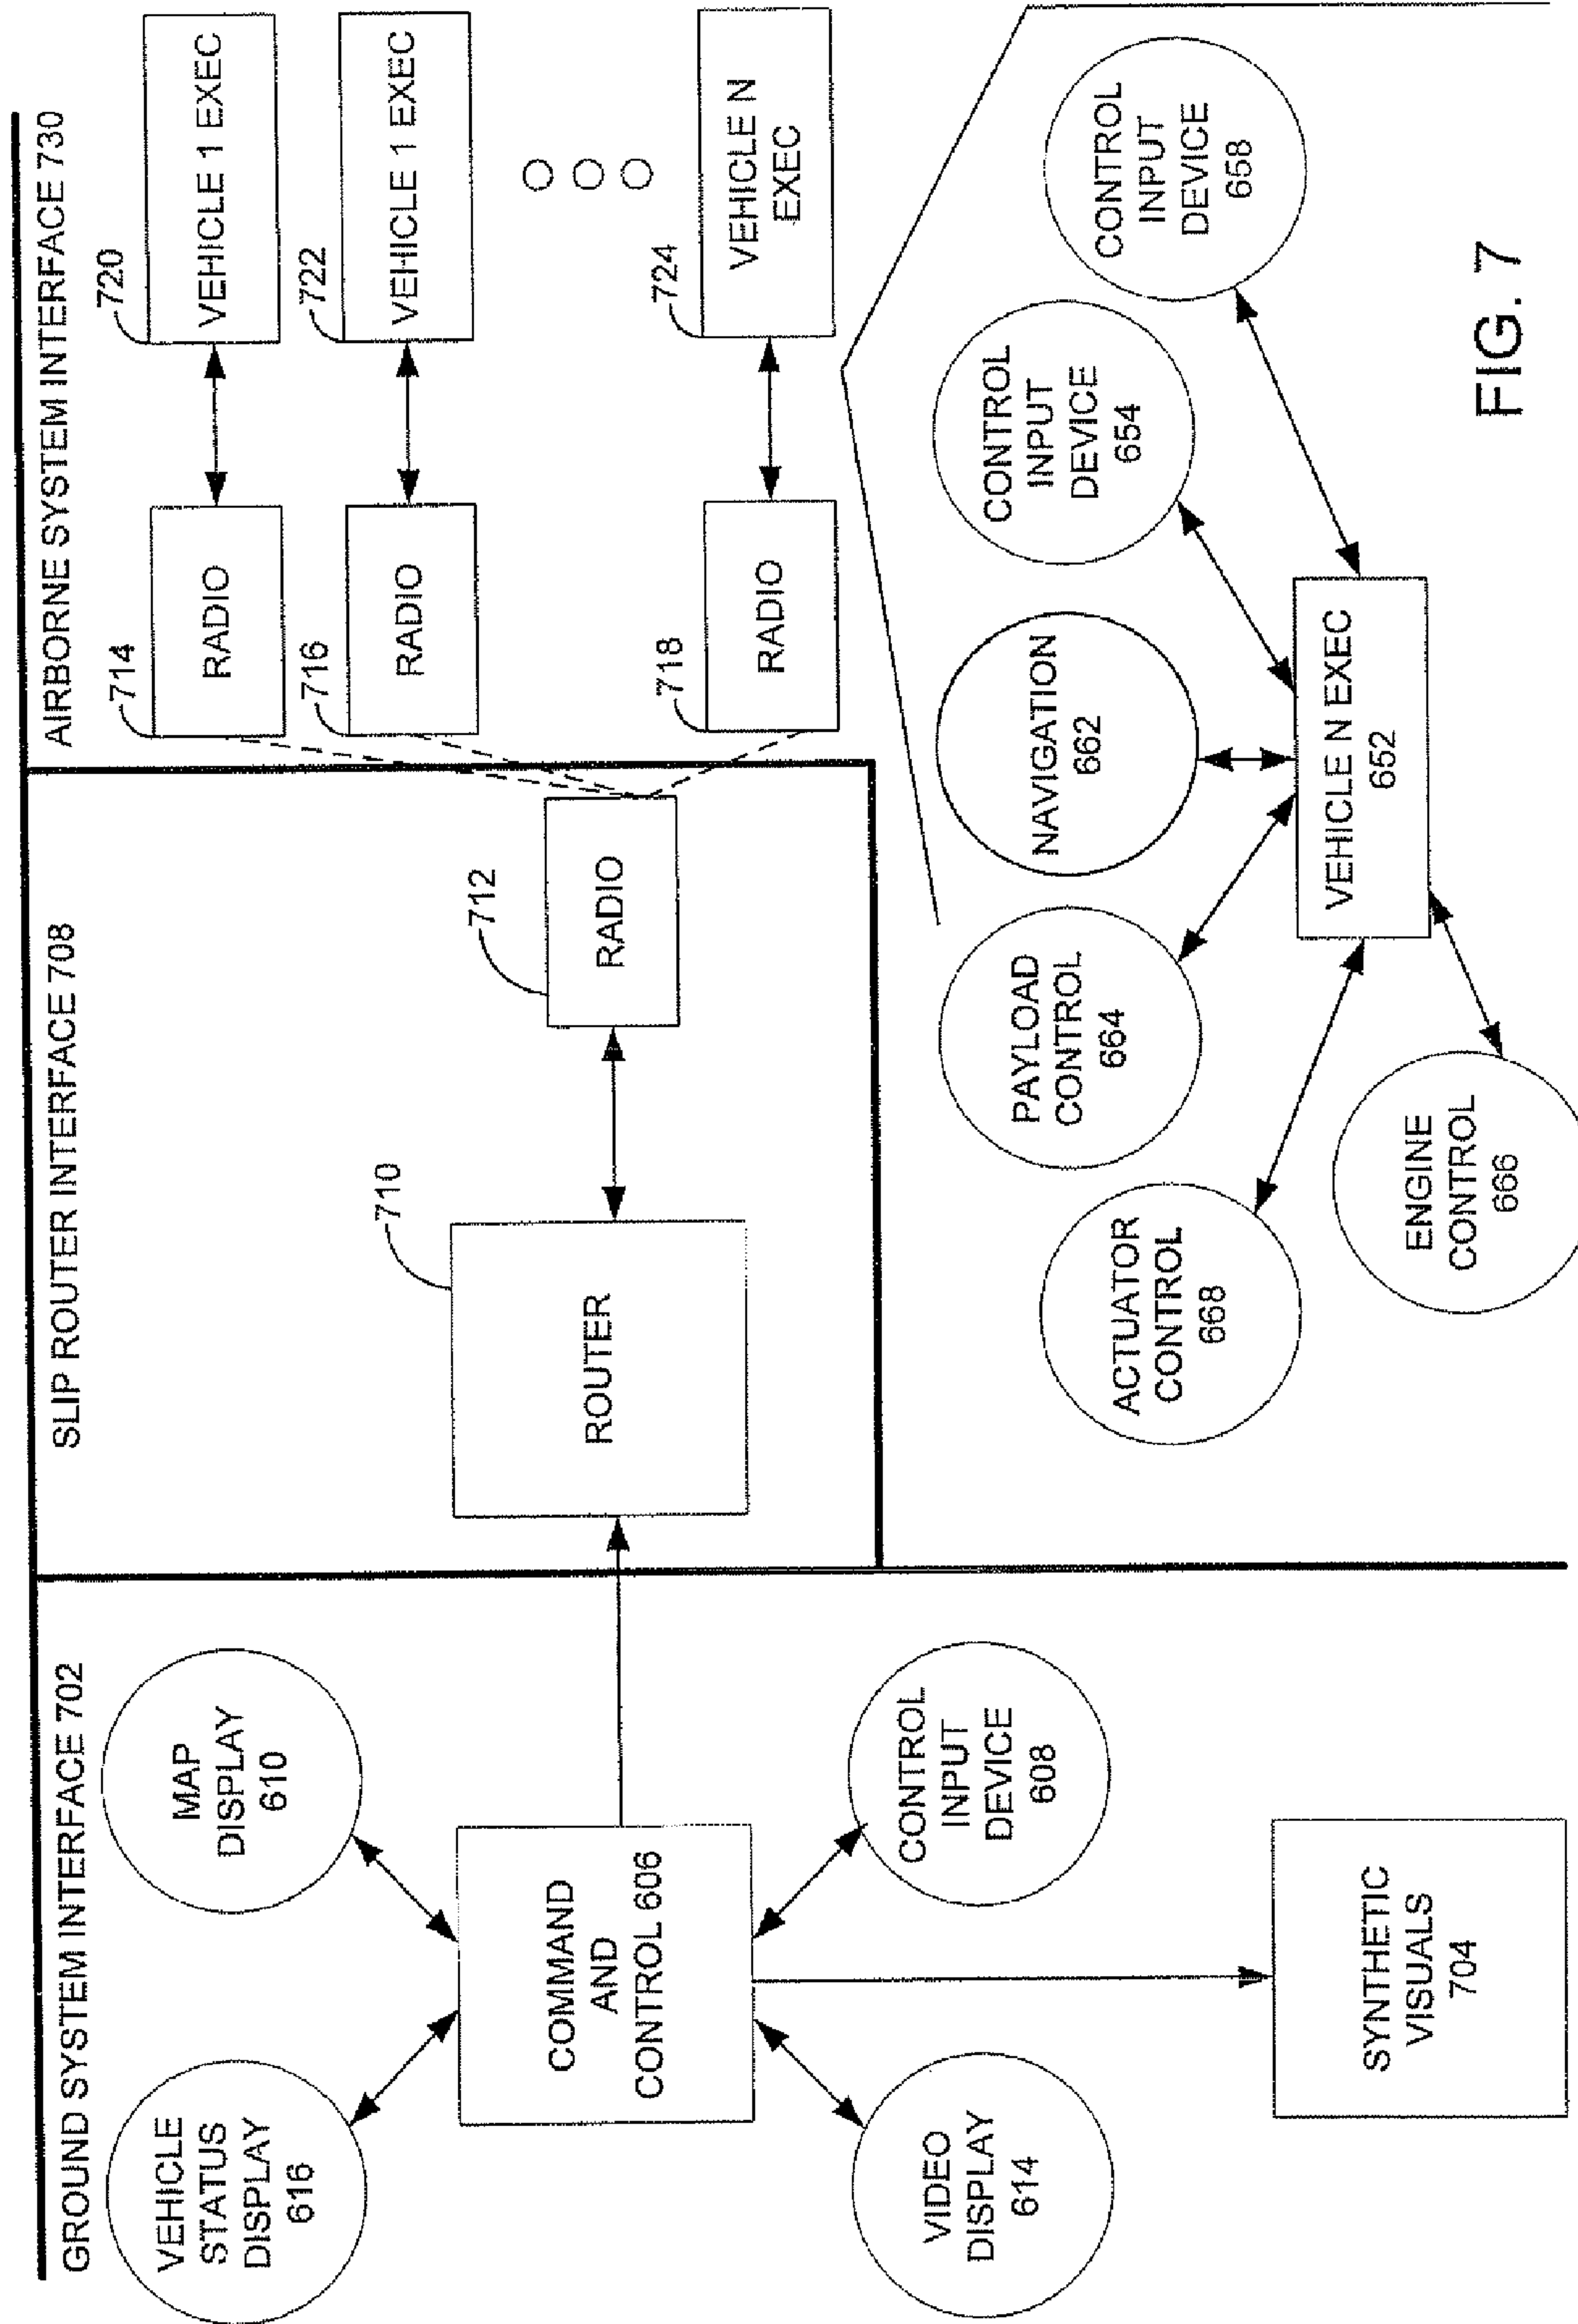 GROUND SYSTEM INTERFACE 702
VEHICLE
STATUS
DISPLAY
616
MAP
DISPLAY
610
COMMAND
AND
CONTROL 606
VIDEO
DISPLAY
614
CONTROL
INPUT
DEVICE
608
SYNTHETIC
VISUALS
704
SLIP ROUTER INTERFACE 708
710
ROUTER
712
RADIO
AIRBORNE SYSTEM INTERFACE 730
714
RADIO
720
VEHICLE 1 EXEC
716
RADIO
722
VEHICLE 1 EXEC
718
RADIO
724
VEHICLE N
EXEC
ACTUATOR
CONTROL
668
PAYLOAD
CONTROL
664
NAVIGATION
662
CONTROL
INPUT
DEVICE
654
CONTROL
INPUT
DEVICE
658
ENGINE
CONTROL
666
VEHICLE N EXEC
652
FIG. 7